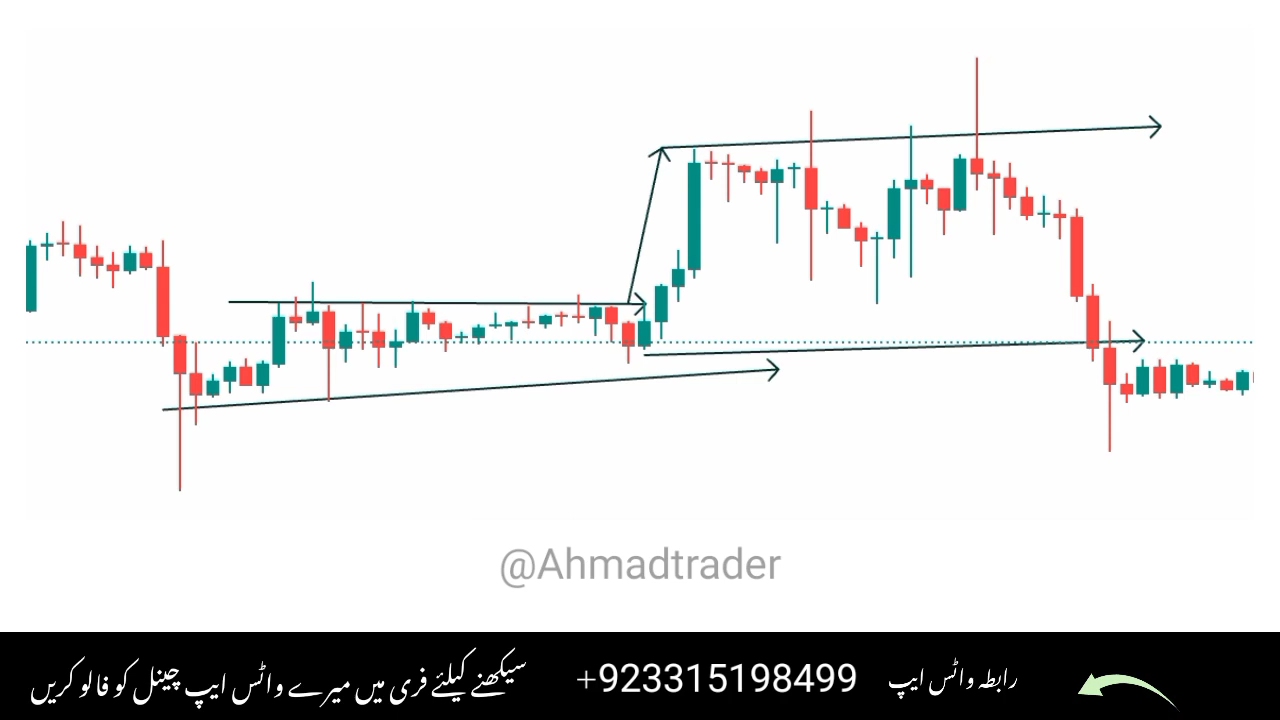 @Ahmadtrader
رابطہ واٹس ایپ +923315198499 سیکھنے کیلئے فری میں میرے واٹس ایپ چینل کو فالو کریں